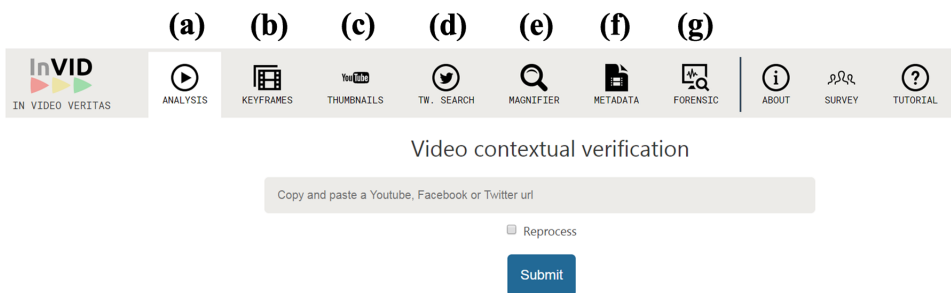 (a) (b) (c) (d) (e) (f) (g)
InVID
IN VIDEO VERITAS
ANALYSIS KEYFRAMES YouTube THUMBNAILS TW. SEARCH MAGNIFIER METADATA FORENSIC ABOUT SURVEY TUTORIAL
Video contextual verification
Copy and paste a Youtube, Facebook or Twitter url
Reprocess
Submit